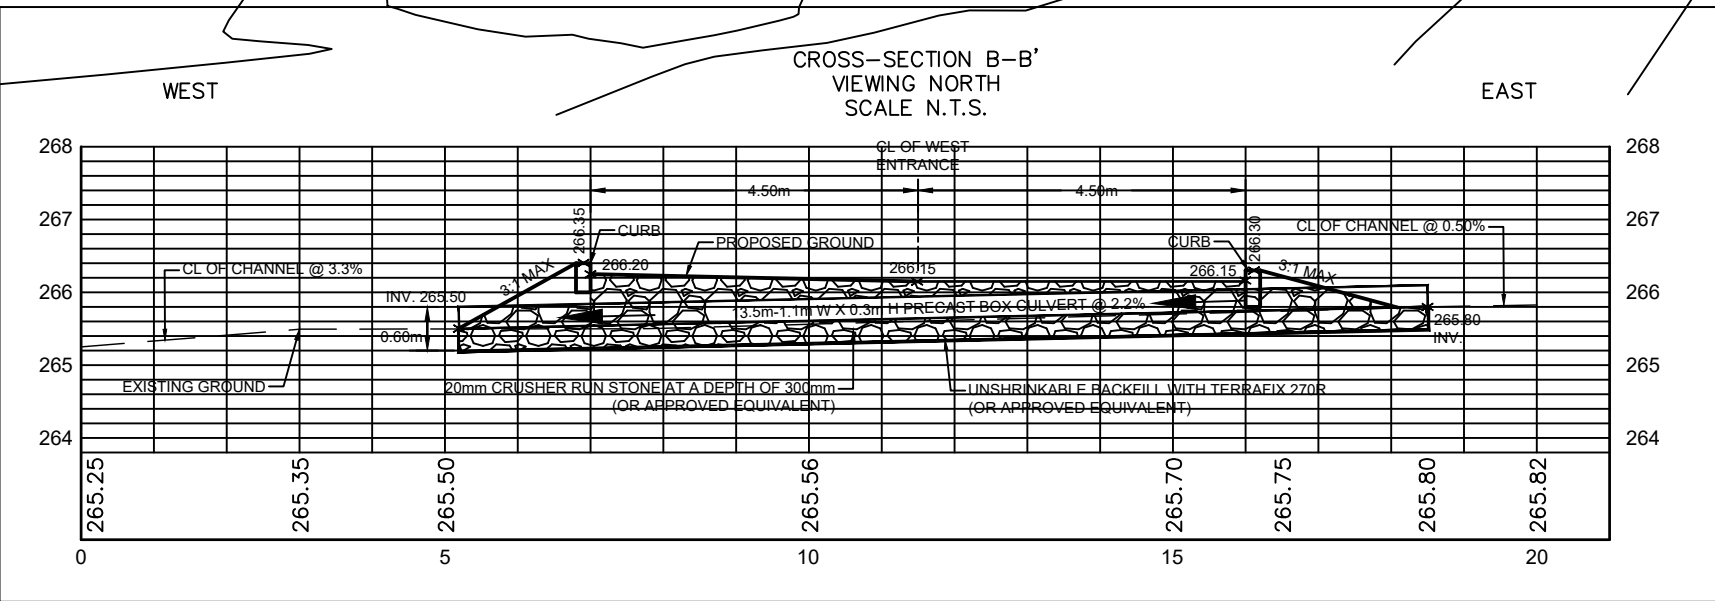 CROSS-SECTION B-B'
VIEWING NORTH
SCALE N.T.S.
WEST
EAST
268
268
CL OF WEST
ENTRANCE
4.50m
4.50m
267
267
266.35
CURB
PROPOSED GROUND
CURB
266.30
CL OF CHANNEL @ 0.50%
CL OF CHANNEL @ 3.3%
3:1 MAX
266.20
266.15
266.15
3:1 MAX
266
266
INV. 265.50
13.5m-1.1m W X 0.3m H PRECAST BOX CULVERT @ 2.2%
265.80
INV.
0.60m
265
265
EXISTING GROUND
20mm CRUSHER RUN STONE AT A DEPTH OF 300mm
(OR APPROVED EQUIVALENT)
UNSHRINKABLE BACKFILL WITH TERRAFIX 270R
(OR APPROVED EQUIVALENT)
264
264
265.25
265.35
265.50
265.56
265.70
265.75
265.80
265.82
0
5
10
15
20